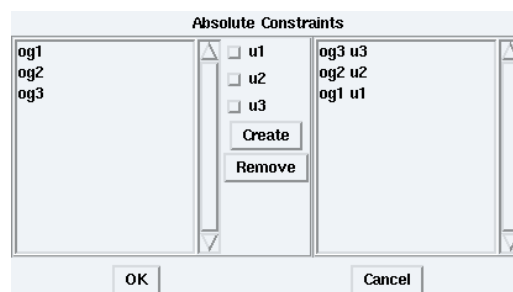 Absolute Constraints
og1
og2
og3
u1
u2
u3
Create
Remove
og3 u3
og2 u2
og1 u1
OK
Cancel